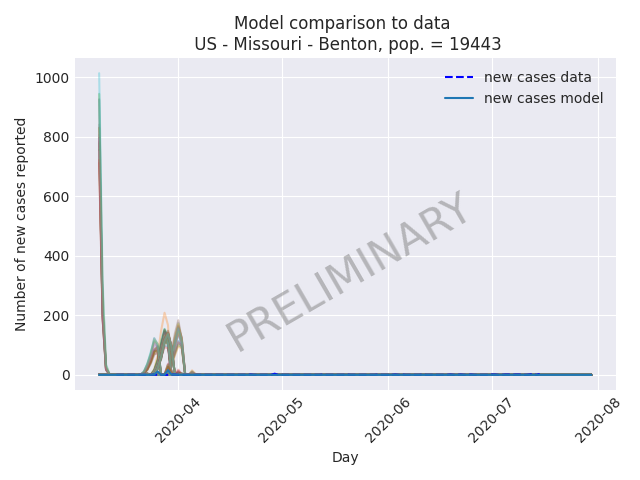 Model comparison to data
US - Missouri - Benton, pop. = 19443
new cases data
new cases model
Number of new cases reported
1000
800
600
400
200
0
PRELIMINARY
2020-04
2020-05
2020-06
2020-07
2020-08
Day